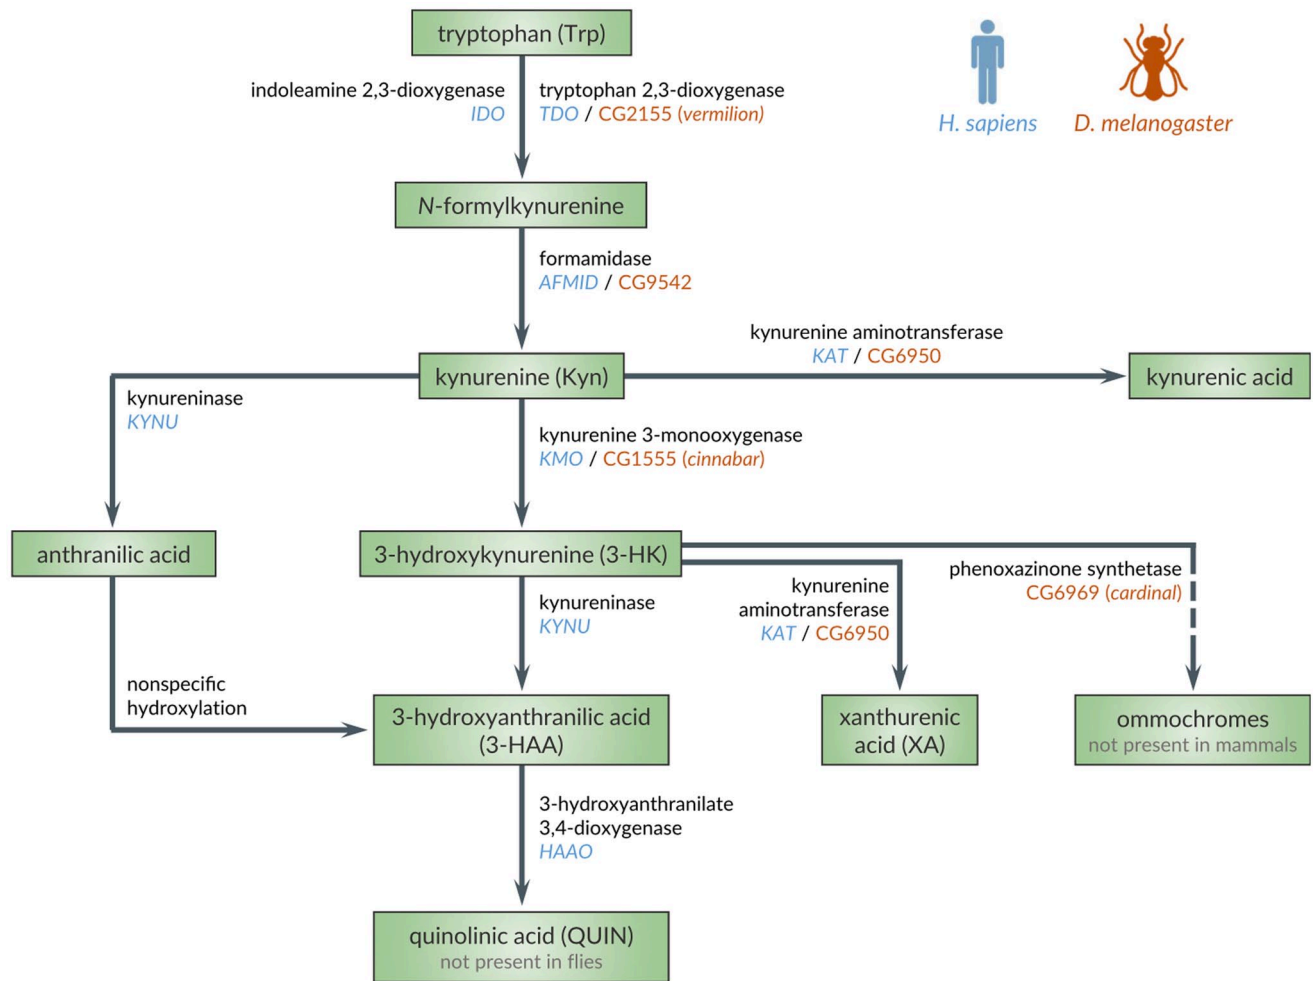 tryptophan (Trp)
indoleamine 2,3-dioxygenase
IDO
tryptophan 2,3-dioxygenase
TDO / CG2155 (vermilion)
H. sapiens
D. melanogaster
N-formylkynurenine
formamidase
AFMID / CG9542
kynurenine aminotransferase
KAT / CG6950
kynurenine (Kyn)
kynurenic acid
kynureninase
KYNU
kynurenine 3-monooxygenase
KMO / CG1555 (cinnabar)
anthranilic acid
3-hydroxykynurenine (3-HK)
kynureninase
KYNU
kynurenine
aminotransferase
KAT / CG6950
phenoxazinone synthetase
CG6969 (cardinal)
nonspecific
hydroxylation
3-hydroxyanthranilic acid
(3-HAA)
xanthurenic
acid (XA)
ommochromes
not present in mammals
3-hydroxyanthranilate
3,4-dioxygenase
HAAO
quinolinic acid (QUIN)
not present in flies